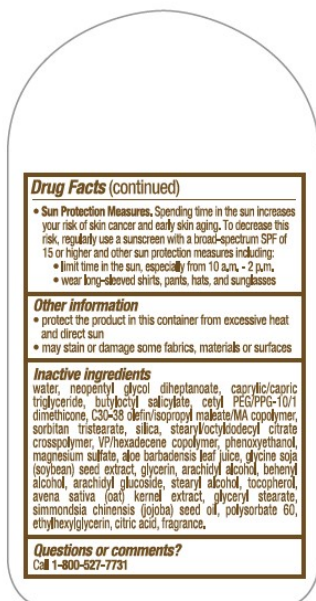 Drug Facts (continued)
• Sun Protection Measures. Spending time in the sun increases
your risk of skin cancer and early skin aging. To decrease this
risk, regularly use a sunscreen with a broad-spectrum SPF of
15 or higher and other sun protection measures including:
• limit time in the sun, especially from 10 a.m. - 2 p.m.
• wear long-sleeved shirts, pants, hats, and sunglasses
Other information
• protect the product in this container from excessive heat
and direct sun
• may stain or damage some fabrics, materials or surfaces
Inactive ingredients
water, neopentyl glycol diheptanoate, caprylic/capric
triglyceride, butyloctyl salicylate, cetyl PEG/PPG-10/1
dimethicone, C30-38 olefin/isopropyl maleate/MA copolymer,
sorbitan tristearate, silica, stearyl/octyldodecyl citrate
crosspolymer, VP/hexadecene copolymer, phenoxyethanol,
magnesium sulfate, aloe barbadensis leaf juice, glycine soja
(soybean) seed extract, glycerin, arachidyl alcohol, behenyl
alcohol, arachidyl glucoside, stearyl alcohol, tocopherol,
avena sativa (oat) kernel extract, glyceryl stearate,
simmondsia chinensis (jojoba) seed oil, polysorbate 60,
ethylhexylglycerin, citric acid, fragrance.
Questions or comments?
Call 1-800-527-7731